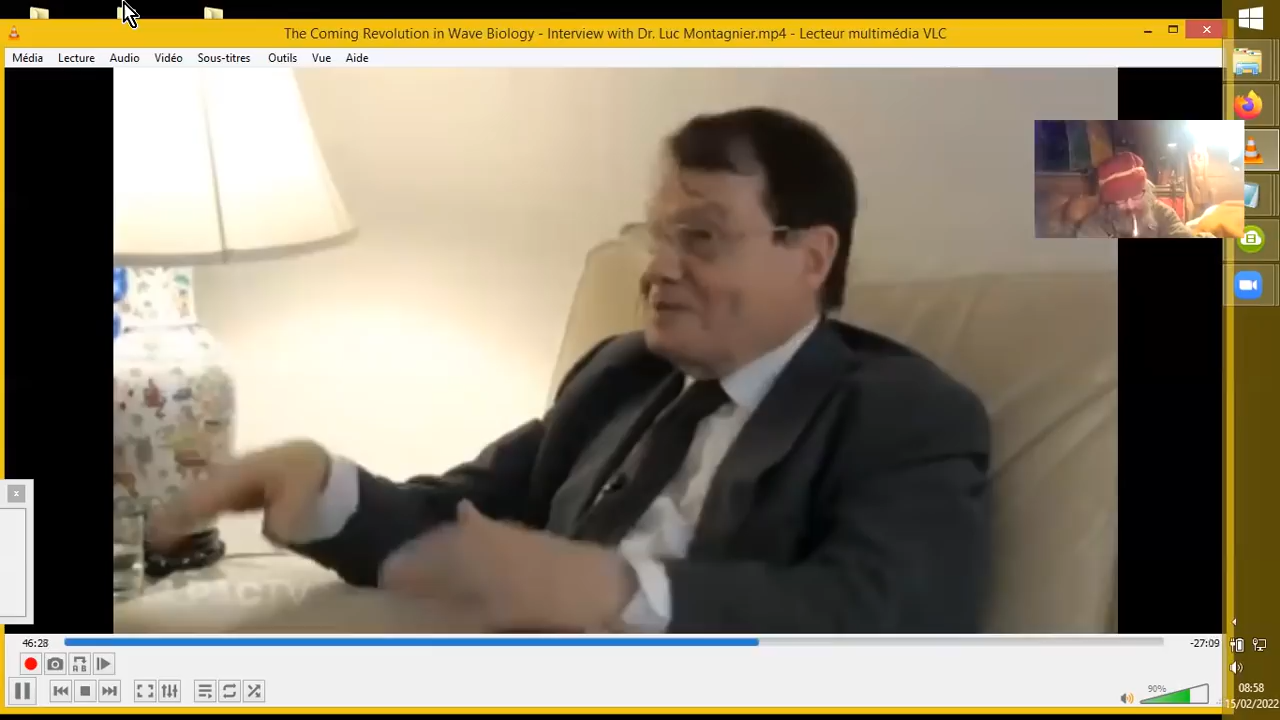 The Coming Revolution in Wave Biology - Interview with Dr. Luc Montagnier.mp4 - Lecteur multimédia VLC
Média Lecture Audio Vidéo Sous-titres Outils Vue Aide
LPACTV
46:28
-27:09
90%
08:58
15/02/2022